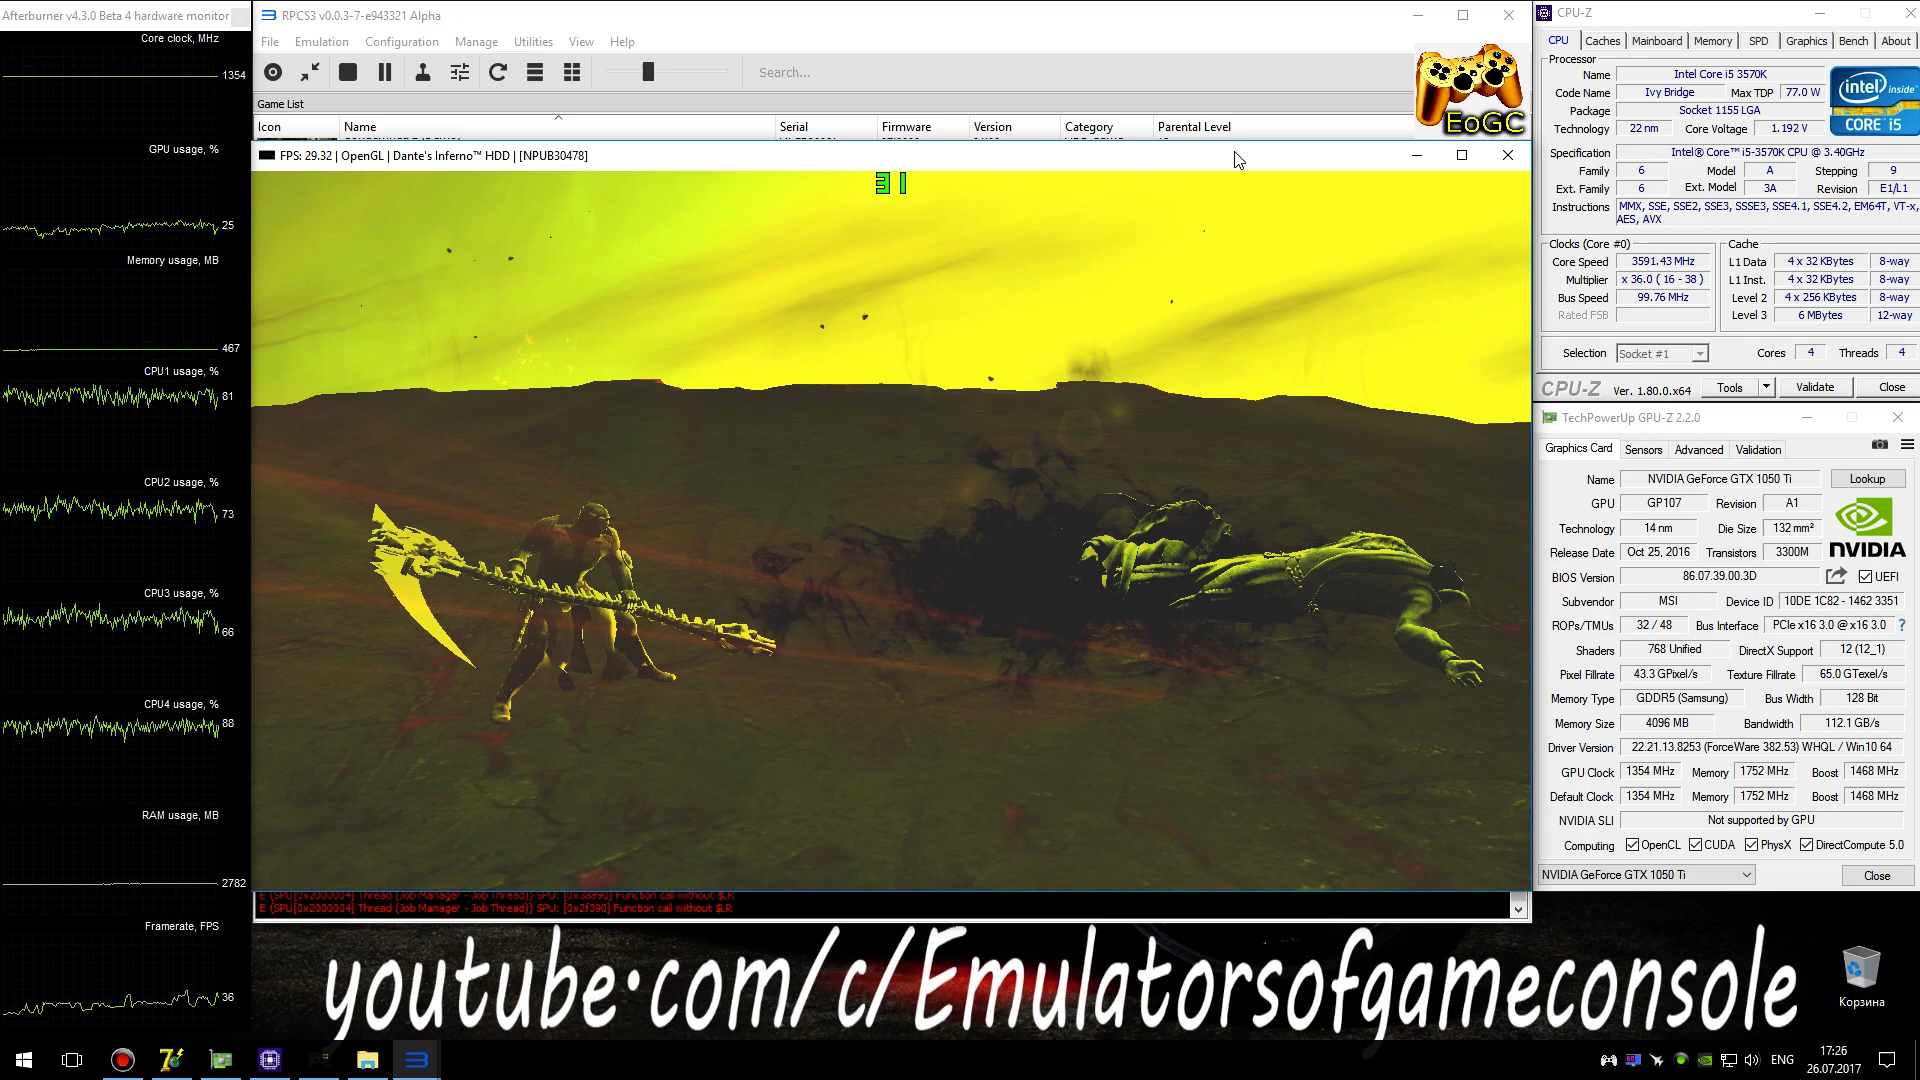 Afterburner v4.3.0 Beta 4 hardware monitor
Core clock, MHz
1354
GPU usage, %
25
Memory usage, MB
467
CPU1 usage, %
81
CPU2 usage, %
73
CPU3 usage, %
66
CPU4 usage, %
88
RAM usage, MB
2782
Framerate, FPS
36
RPCS3 v0.0.3-7-e943321 Alpha
File Emulation Configuration Manage Utilities View Help
Search...
EoGC
Game List
Icon Name Serial Firmware Version Category Parental Level
FPS: 29.32 | OpenGL | Dante's Inferno™ HDD | [NPUB30478]
31
E {SPU[0x2000004] Thread (Job Manager - Job Thread)} SPU: [0x38a90] Function call without $LR
E {SPU[0x2000004] Thread (Job Manager - Job Thread)} SPU: [0x2f390] Function call without $LR
CPU-Z
CPU Caches Mainboard Memory SPD Graphics Bench About
Processor
Name Intel Core i5 3570K
Code Name Ivy Bridge Max TDP 77.0 W
Package Socket 1155 LGA
Technology 22 nm Core Voltage 1.192 V
intel inside™
CORE i5
Specification Intel® Core™ i5-3570K CPU @ 3.40GHz
Family 6 Model A Stepping 9
Ext. Family 6 Ext. Model 3A Revision E1/L1
Instructions MMX, SSE, SSE2, SSE3, SSSE3, SSE4.1, SSE4.2, EM64T, VT-x,
AES, AVX
Clocks (Core #0) Cache
Core Speed 3591.43 MHz L1 Data 4 x 32 KBytes 8-way
Multiplier x 36.0 ( 16 - 38 ) L1 Inst. 4 x 32 KBytes 8-way
Bus Speed 99.76 MHz Level 2 4 x 256 KBytes 8-way
Rated FSB Level 3 6 MBytes 12-way
Selection Socket #1 Cores 4 Threads 4
CPU-Z Ver. 1.80.0.x64 Tools Validate Close
TechPowerUp GPU-Z 2.2.0
Graphics Card Sensors Advanced Validation
Name NVIDIA GeForce GTX 1050 Ti Lookup
GPU GP107 Revision A1
Technology 14 nm Die Size 132 mm²
Release Date Oct 25, 2016 Transistors 3300M
NVIDIA
BIOS Version 86.07.39.00.3D UEFI
Subvendor MSI Device ID 10DE 1C82 - 1462 3351
ROPs/TMUs 32 / 48 Bus Interface PCIe x16 3.0 @ x16 3.0 ?
Shaders 768 Unified DirectX Support 12 (12_1)
Pixel Fillrate 43.3 GPixel/s Texture Fillrate 65.0 GTexel/s
Memory Type GDDR5 (Samsung) Bus Width 128 Bit
Memory Size 4096 MB Bandwidth 112.1 GB/s
Driver Version 22.21.13.8253 (ForceWare 382.53) WHQL / Win10 64
GPU Clock 1354 MHz Memory 1752 MHz Boost 1468 MHz
Default Clock 1354 MHz Memory 1752 MHz Boost 1468 MHz
NVIDIA SLI Not supported by GPU
Computing OpenCL CUDA PhysX DirectCompute 5.0
NVIDIA GeForce GTX 1050 Ti Close
youtube.com/c/Emulatorsofgameconsole
Корзина
ENG
17:26
26.07.2017